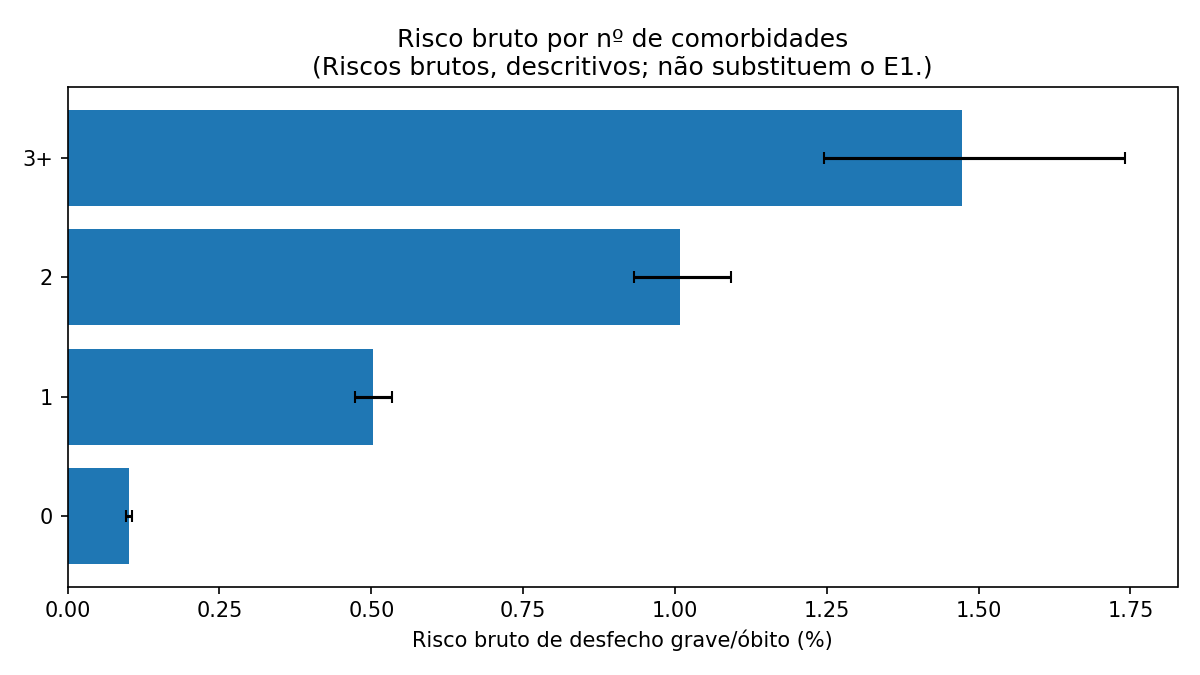 Risco bruto por nº de comorbidades
(Riscos brutos, descritivos; não substituem o E1.)
3+
2
1
0
0.00 0.25 0.50 0.75 1.00 1.25 1.50 1.75
Risco bruto de desfecho grave/óbito (%)